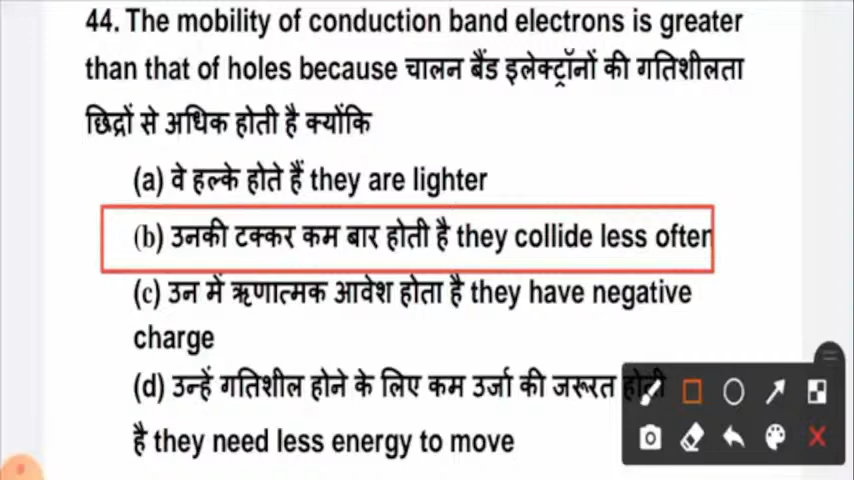 44. The mobility of conduction band electrons is greater
than that of holes because चालन बैंड इलेक्ट्रॉनों की गतिशीलता
छिद्रों से अधिक होती है क्योंकि
(a) वे हल्के होते हैं they are lighter
(b) उनकी टक्कर कम बार होती है they collide less often
(c) उन में ऋणात्मक आवेश होता है they have negative
charge
(d) उन्हें गतिशील होने के लिए कम उर्जा की जरूरत होती
है they need less energy to move